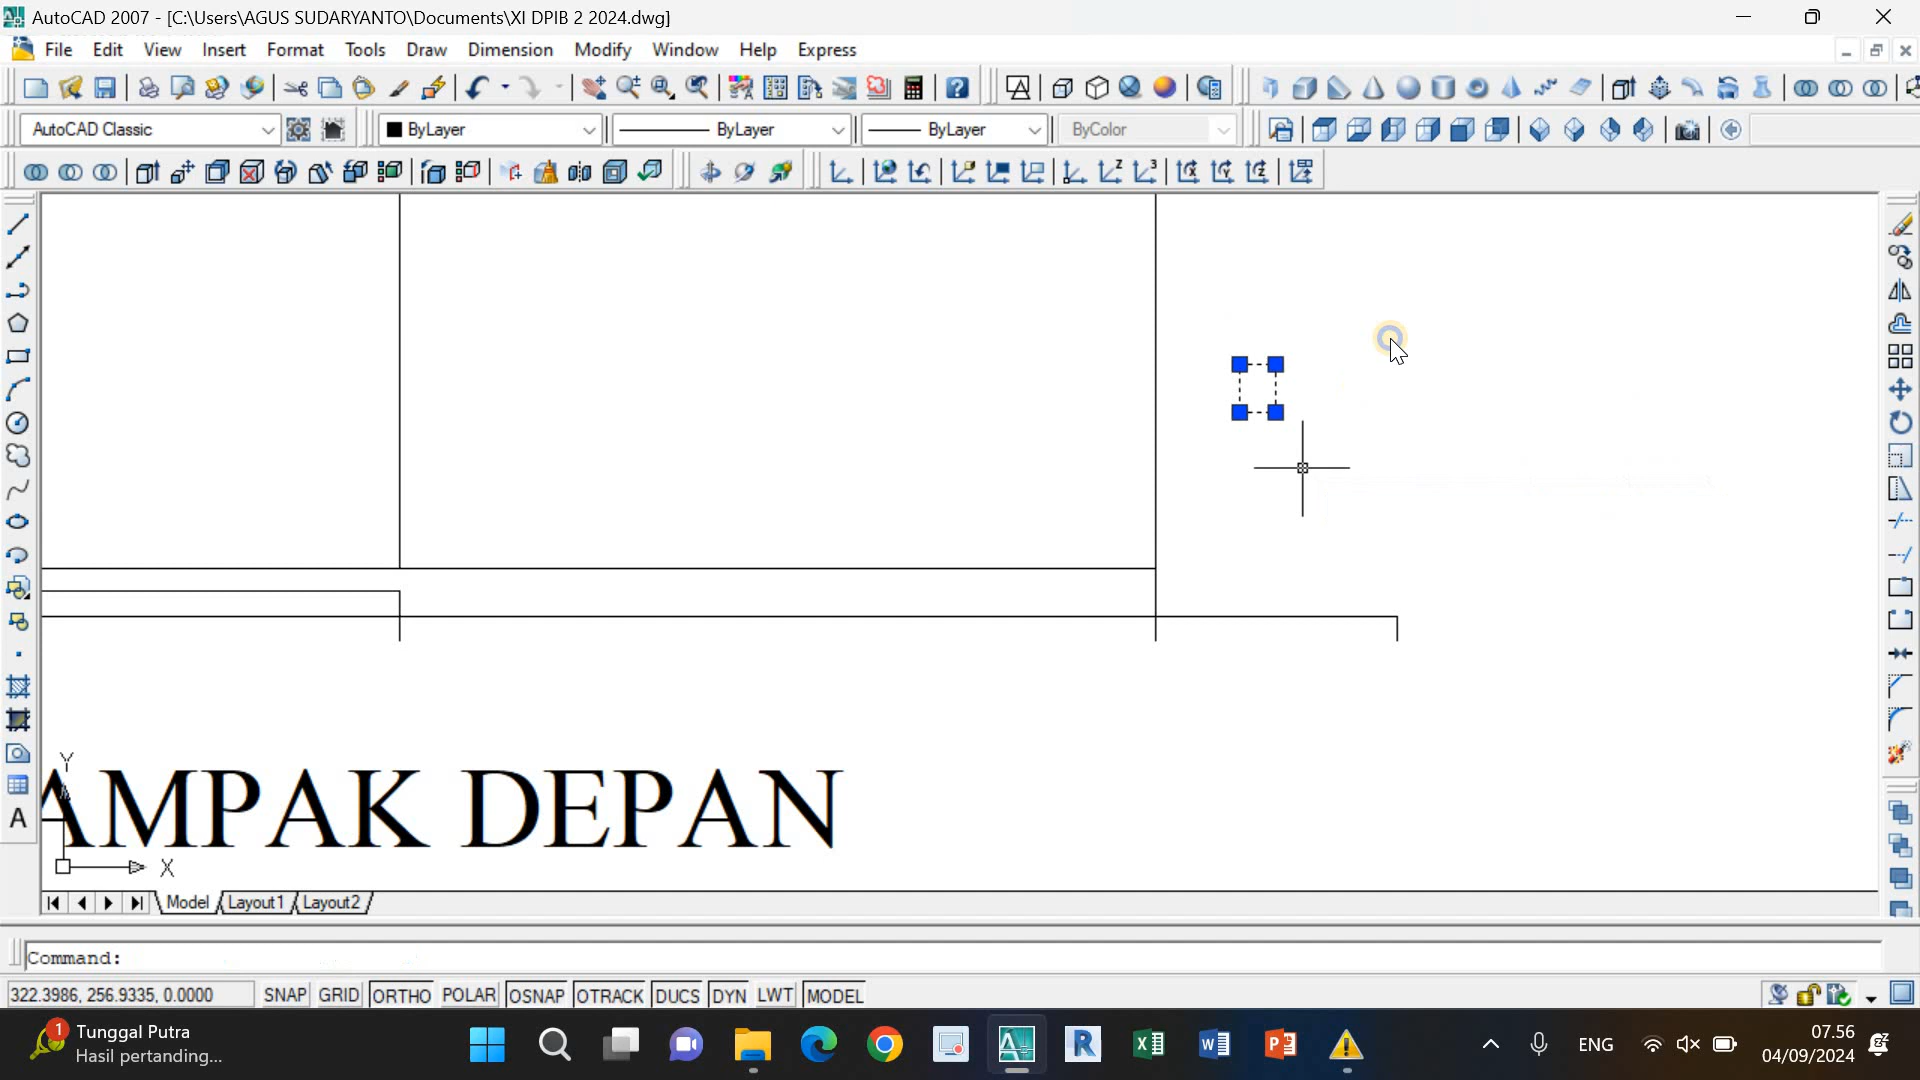 AutoCAD 2007 - [C:\Users\AGUS SUDARYANTO\Documents\XI DPIB 2 2024.dwg]
File Edit View Insert Format Tools Draw Dimension Modify Window Help Express
AutoCAD Classic ByLayer ByLayer ByLayer ByColor
AMPAK DEPAN
Y
X
Model Layout1 Layout2
Command:
322.3986, 256.9335, 0.0000 SNAP GRID ORTHO POLAR OSNAP OTRACK DUCS DYN LWT MODEL
1 Tunggal Putra
Hasil pertanding...
ENG
07.56
04/09/2024